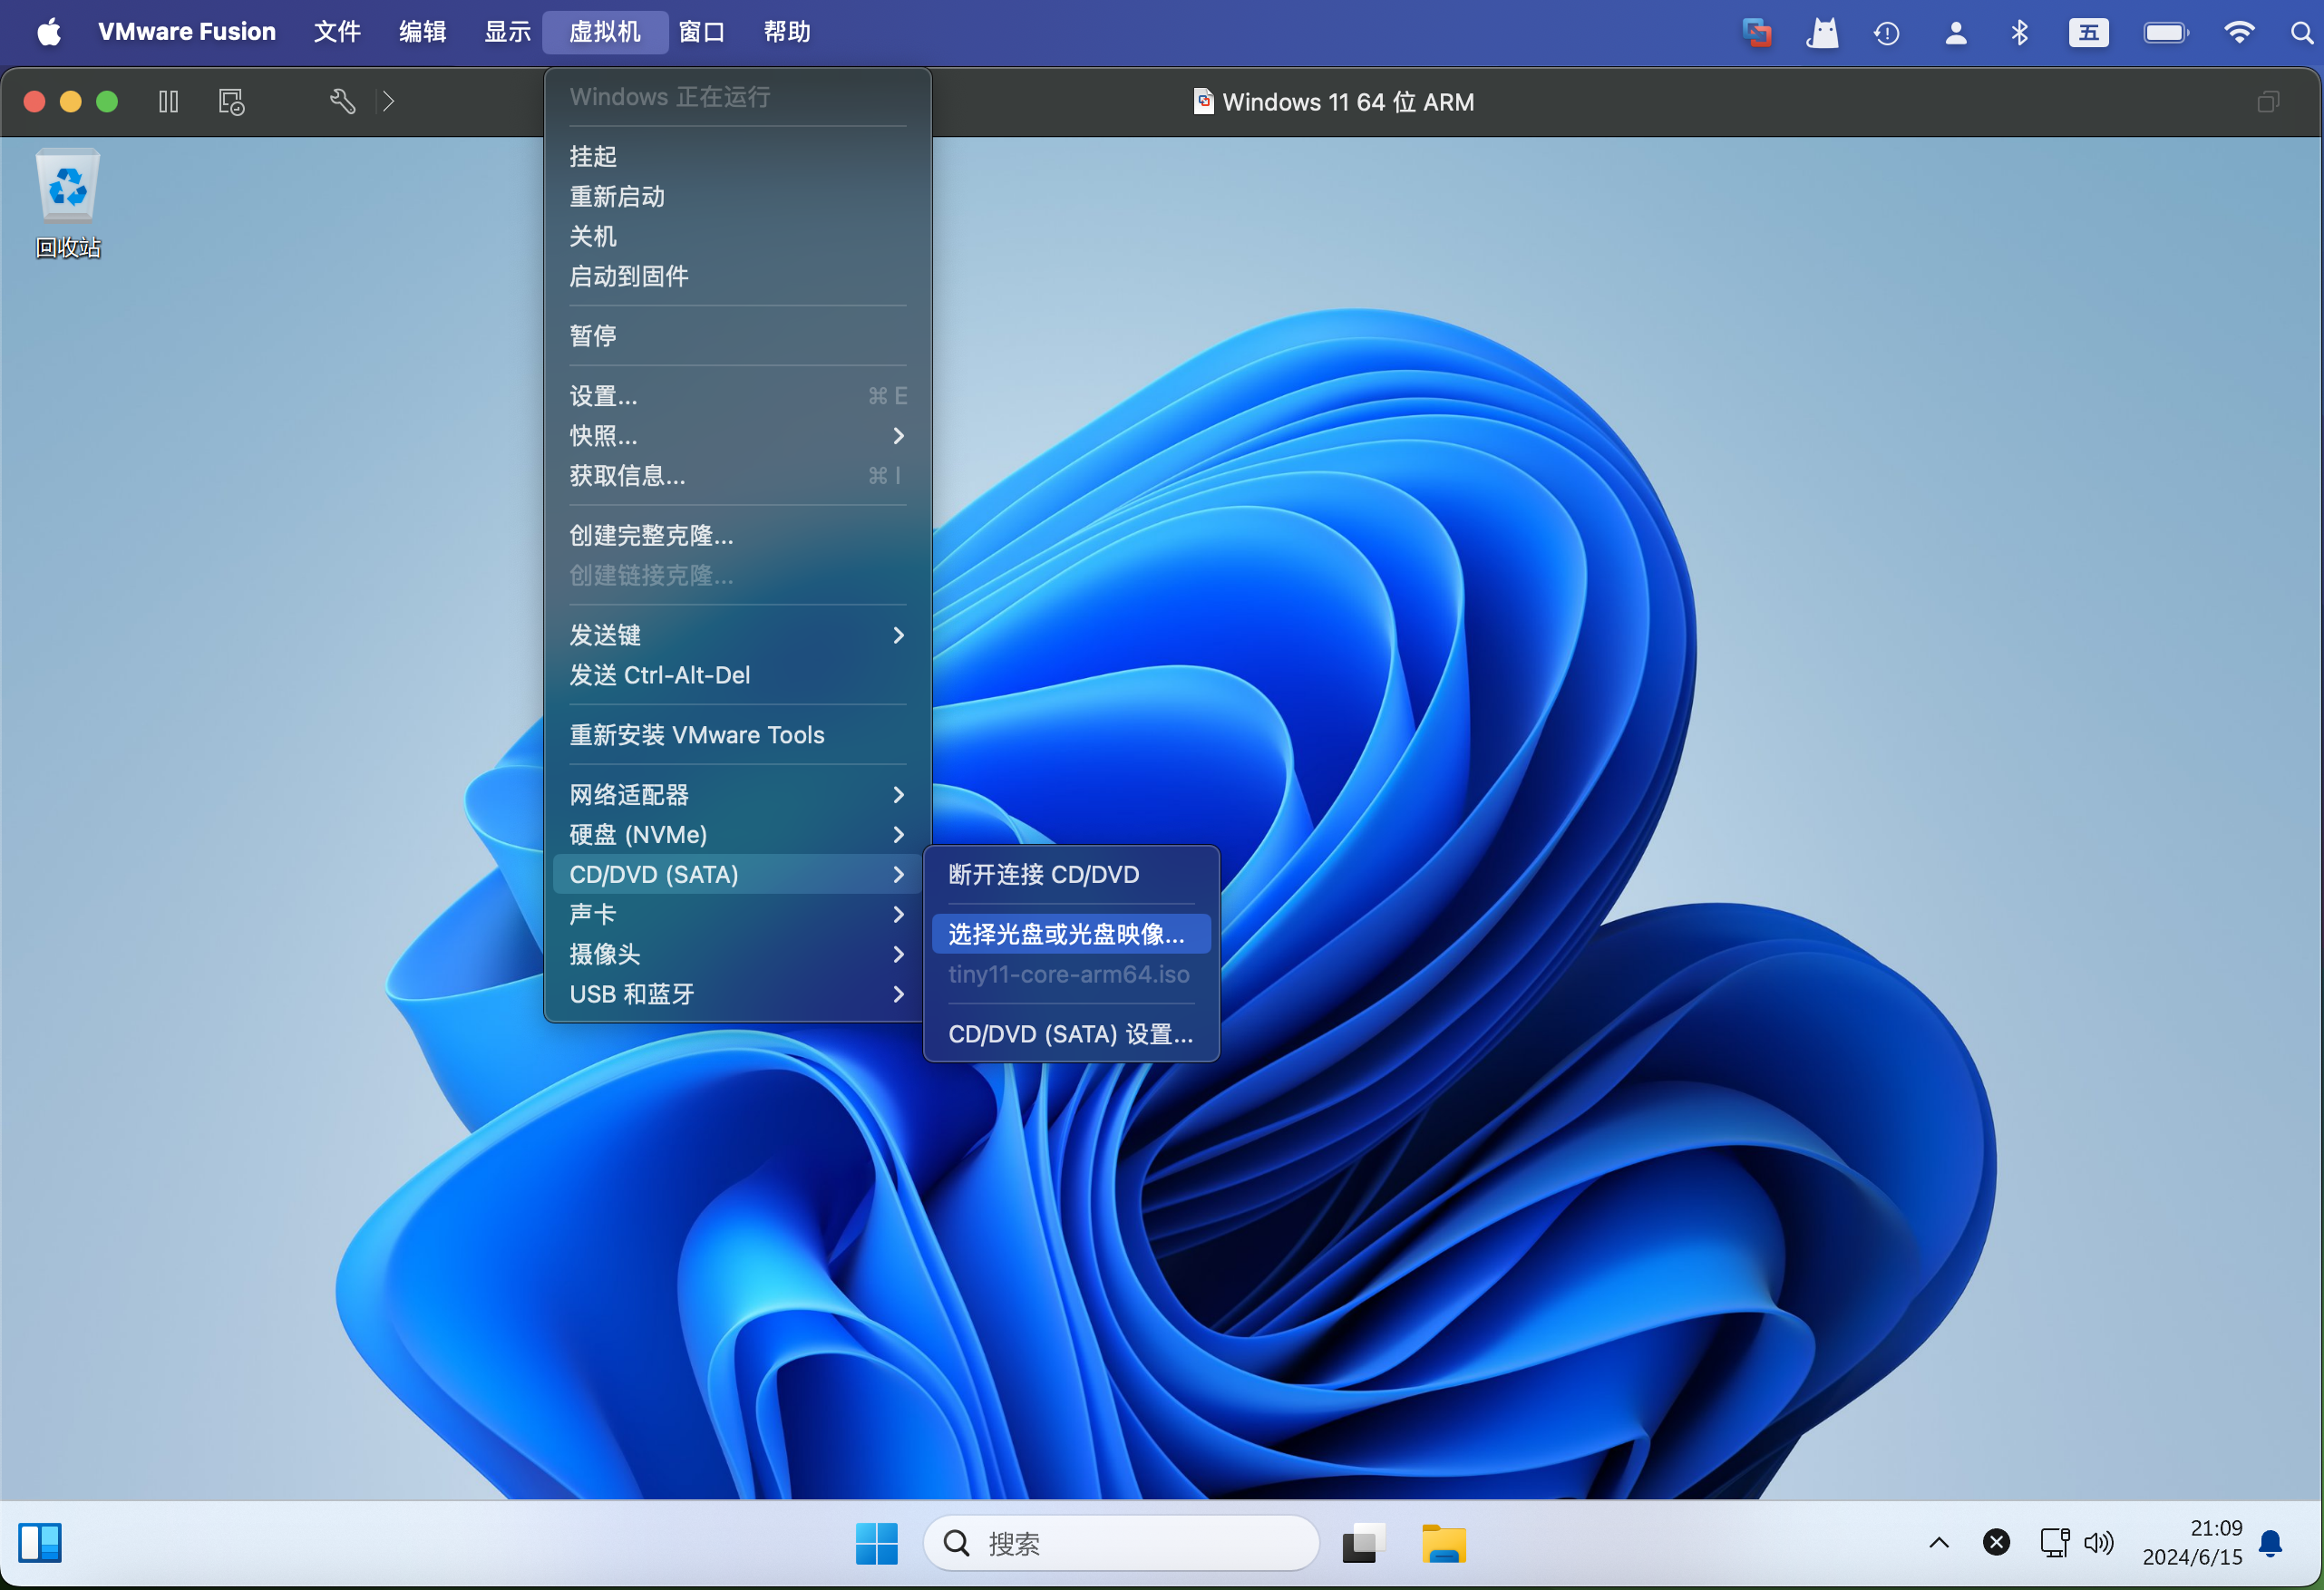 VMware Fusion 文件 编辑 显示 虚拟机 窗口 帮助 五
Windows 11 64 位 ARM
回收站
Windows 正在运行
挂起
重新启动
关机
启动到固件
暂停
设置... ⌘ E
快照...
获取信息... ⌘ I
创建完整克隆...
创建链接克隆...
发送键
发送 Ctrl-Alt-Del
重新安装 VMware Tools
网络适配器
硬盘 (NVMe)
CD/DVD (SATA)
声卡
摄像头
USB 和蓝牙
断开连接 CD/DVD
选择光盘或光盘映像...
tiny11-core-arm64.iso
CD/DVD (SATA) 设置...
搜索
21:09
2024/6/15